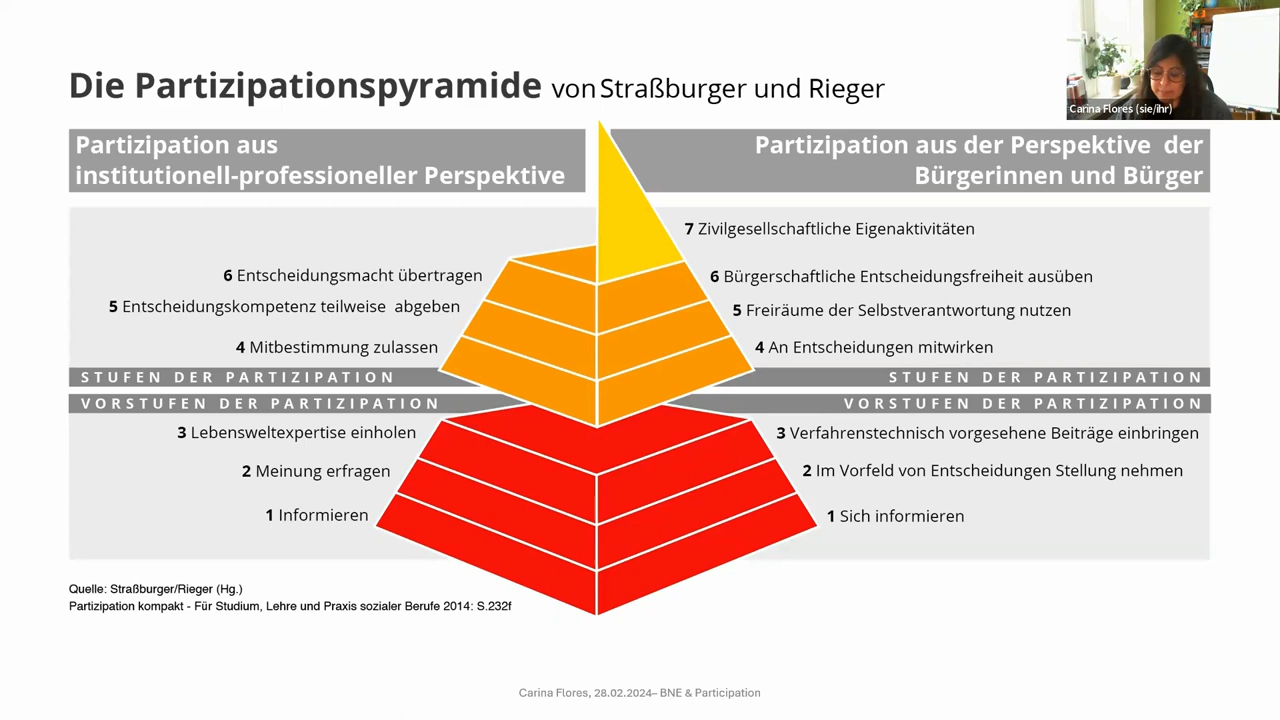 Die Partizipationspyramide von Straßburger und Rieger
Carina Flores (sie/ihr)
Partizipation aus
institutionell-professioneller Perspektive
Partizipation aus der Perspektive der
Bürgerinnen und Bürger
7 Zivilgesellschaftliche Eigenaktivitäten
6 Entscheidungsmacht übertragen
6 Bürgerschaftliche Entscheidungsfreiheit ausüben
5 Entscheidungskompetenz teilweise abgeben
5 Freiräume der Selbstverantwortung nutzen
4 Mitbestimmung zulassen
4 An Entscheidungen mitwirken
STUFEN DER PARTIZIPATION
STUFEN DER PARTIZIPATION
VORSTUFEN DER PARTIZIPATION
VORSTUFEN DER PARTIZIPATION
3 Lebensweltexpertise einholen
3 Verfahrenstechnisch vorgesehene Beiträge einbringen
2 Meinung erfragen
2 Im Vorfeld von Entscheidungen Stellung nehmen
1 Informieren
1 Sich informieren
Quelle: Straßburger/Rieger (Hg.)
Partizipation kompakt - Für Studium, Lehre und Praxis sozialer Berufe 2014: S.232f
Carina Flores, 28.02.2024– BNE & Participation